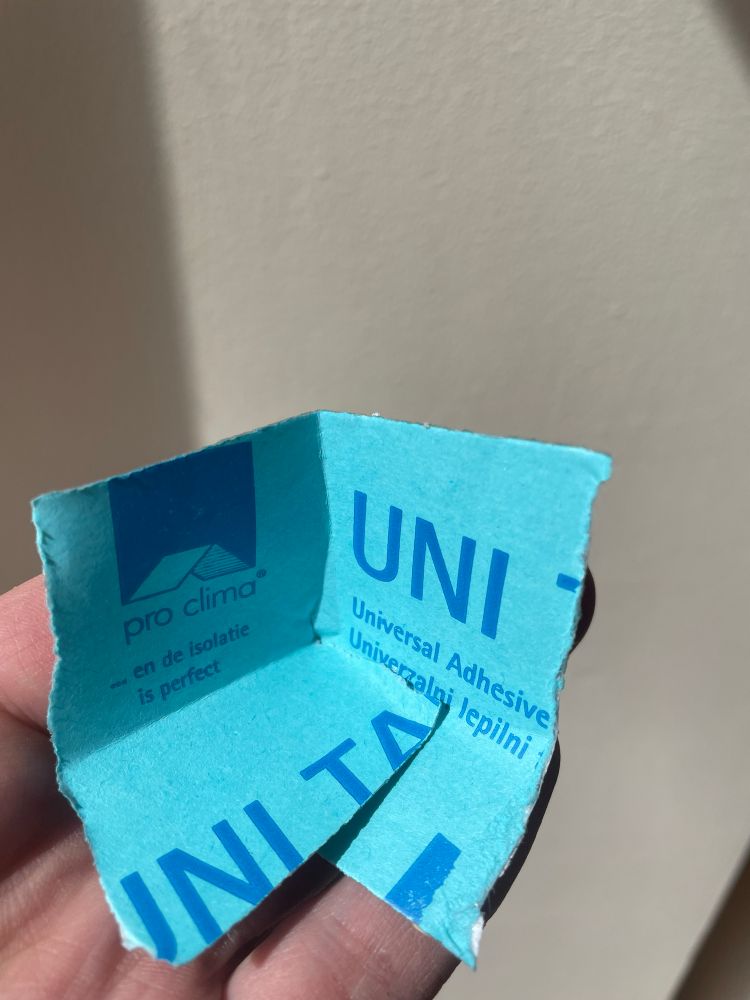 pro clima®
... en de isolatie
is perfect
UNI
Universal Adhesive
Univerzalni lepilni
UNI TA